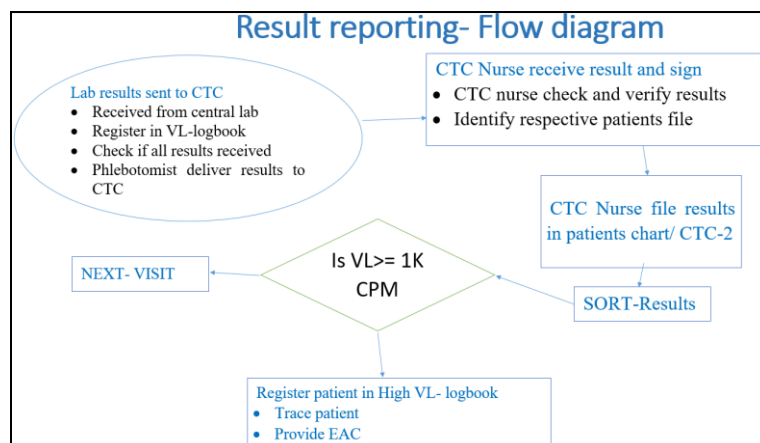 Result reporting- Flow diagram
Lab results sent to CTC
• Received from central lab
• Register in VL-logbook
• Check if all results received
• Phlebotomist deliver results to
CTC
CTC Nurse receive result and sign
• CTC nurse check and verify results
• Identify respective patients file
CTC Nurse file results
in patients chart/ CTC-2
SORT-Results
Is VL>= 1K
CPM
NEXT- VISIT
Register patient in High VL- logbook
• Trace patient
• Provide EAC